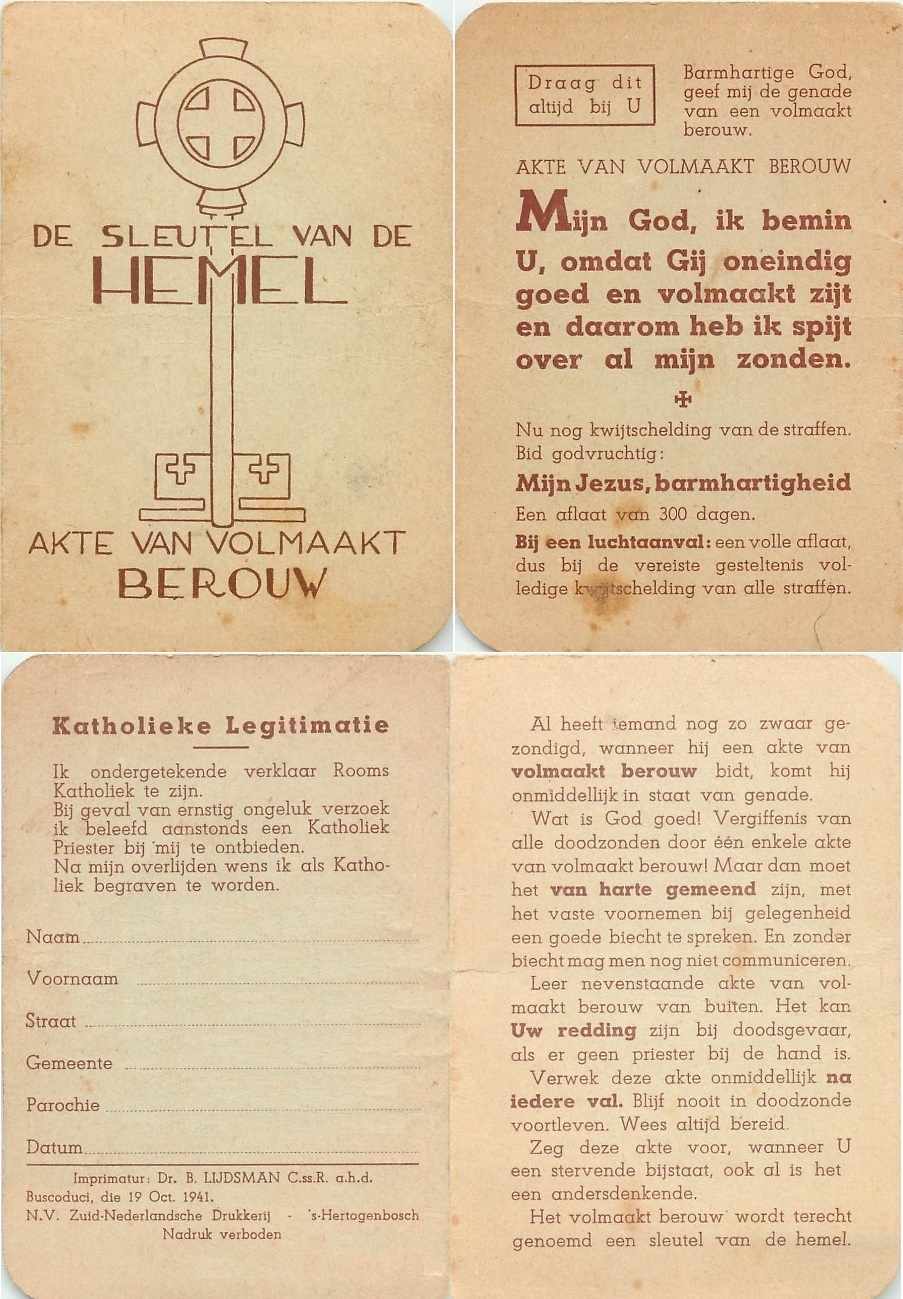 DE SLEUTEL VAN DE
HEMEL
AKTE VAN VOLMAAKT
BEROUW
Draag dit
altijd bij U
Barmhartige God,
geef mij de genade
van een volmaakt
berouw.
AKTE VAN VOLMAAKT BEROUW
Mijn God, ik bemin
U, omdat Gij oneindig
goed en volmaakt zijt
en daarom heb ik spijt
over al mijn zonden.
✠
Nu nog kwijtschelding van de straffen.
Bid godvruchtig:
Mijn Jezus, barmhartigheid
Een aflaat van 300 dagen.
Bij een luchtaanval: een volle aflaat,
dus bij de vereiste gesteltenis vol-
ledige kwijtschelding van alle straffen.
Katholieke Legitimatie
Ik ondergetekende verklaar Rooms
Katholiek te zijn.
Bij geval van ernstig ongeluk verzoek
ik beleefd aanstonds een Katholiek
Priester bij mij te ontbieden.
Na mijn overlijden wens ik als Katho-
liek begraven te worden.
Naam
Voornaam
Straat
Gemeente
Parochie
Datum
Imprimatur: Dr. B. LIJDSMAN C.ss.R. a.h.d.
Buscoduci, die 19 Oct. 1941.
N.V. Zuid-Nederlandsche Drukkerij - 's-Hertogenbosch
Nadruk verboden
Al heeft iemand nog zo zwaar ge-
zondigd, wanneer hij een akte van
volmaakt berouw bidt, komt hij
onmiddellijk in staat van genade.
Wat is God goed! Vergiffenis van
alle doodzonden door één enkele akte
van volmaakt berouw! Maar dan moet
het van harte gemeend zijn, met
het vaste voornemen bij gelegenheid
een goede biecht te spreken. En zonder
biecht mag men nog niet communiceren.
Leer nevenstaande akte van vol-
maakt berouw van buiten. Het kan
Uw redding zijn bij doodsgevaar,
als er geen priester bij de hand is.
Verwek deze akte onmiddellijk na
iedere val. Blijf nooit in doodzonde
voortleven. Wees altijd bereid.
Zeg deze akte voor, wanneer U
een stervende bijstaat, ook al is het
een andersdenkende.
Het volmaakt berouw wordt terecht
genoemd een sleutel van de hemel.